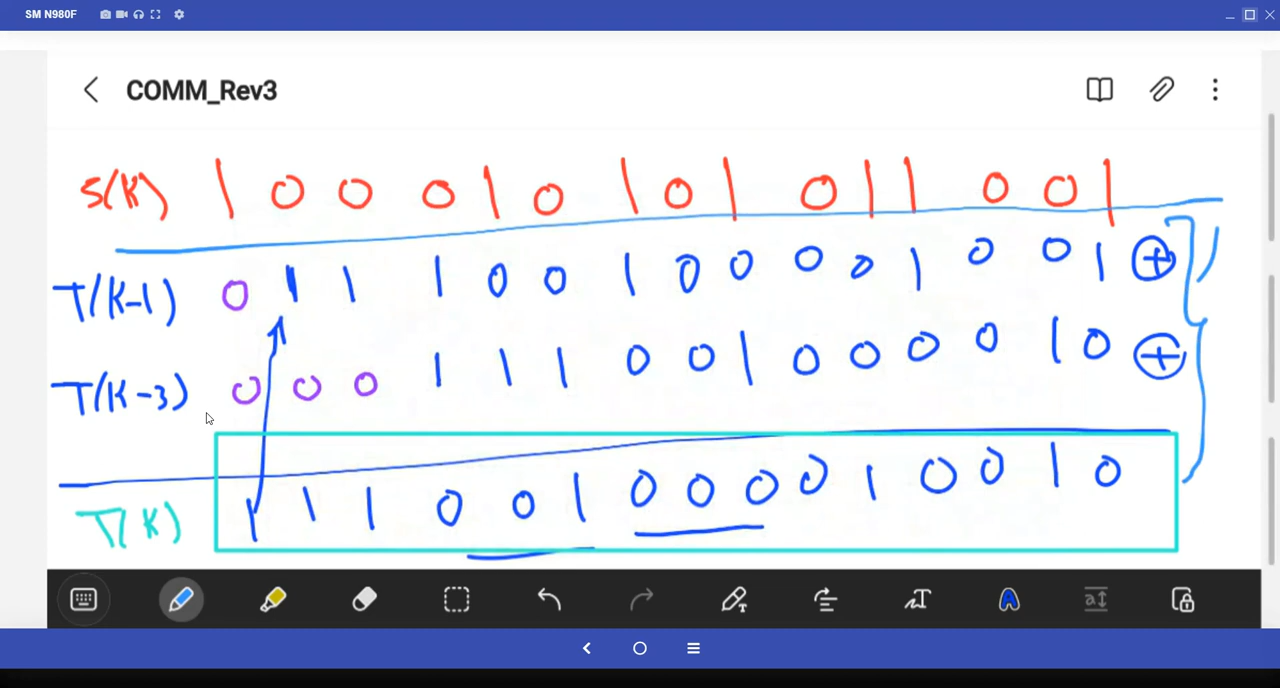 SM N980F
COMM_Rev3
S(K) 1 0 0 0 1 0 1 0 1 0 1 1 0 0 1
T(K-1) 0 1 1 1 0 0 1 0 0 0 0 1 0 0 1 ⊕
T(K-3) 0 0 0 1 1 1 0 0 1 0 0 0 0 1 0 ⊕
T(K) 1 1 1 0 0 1 0 0 0 0 1 0 0 1 0